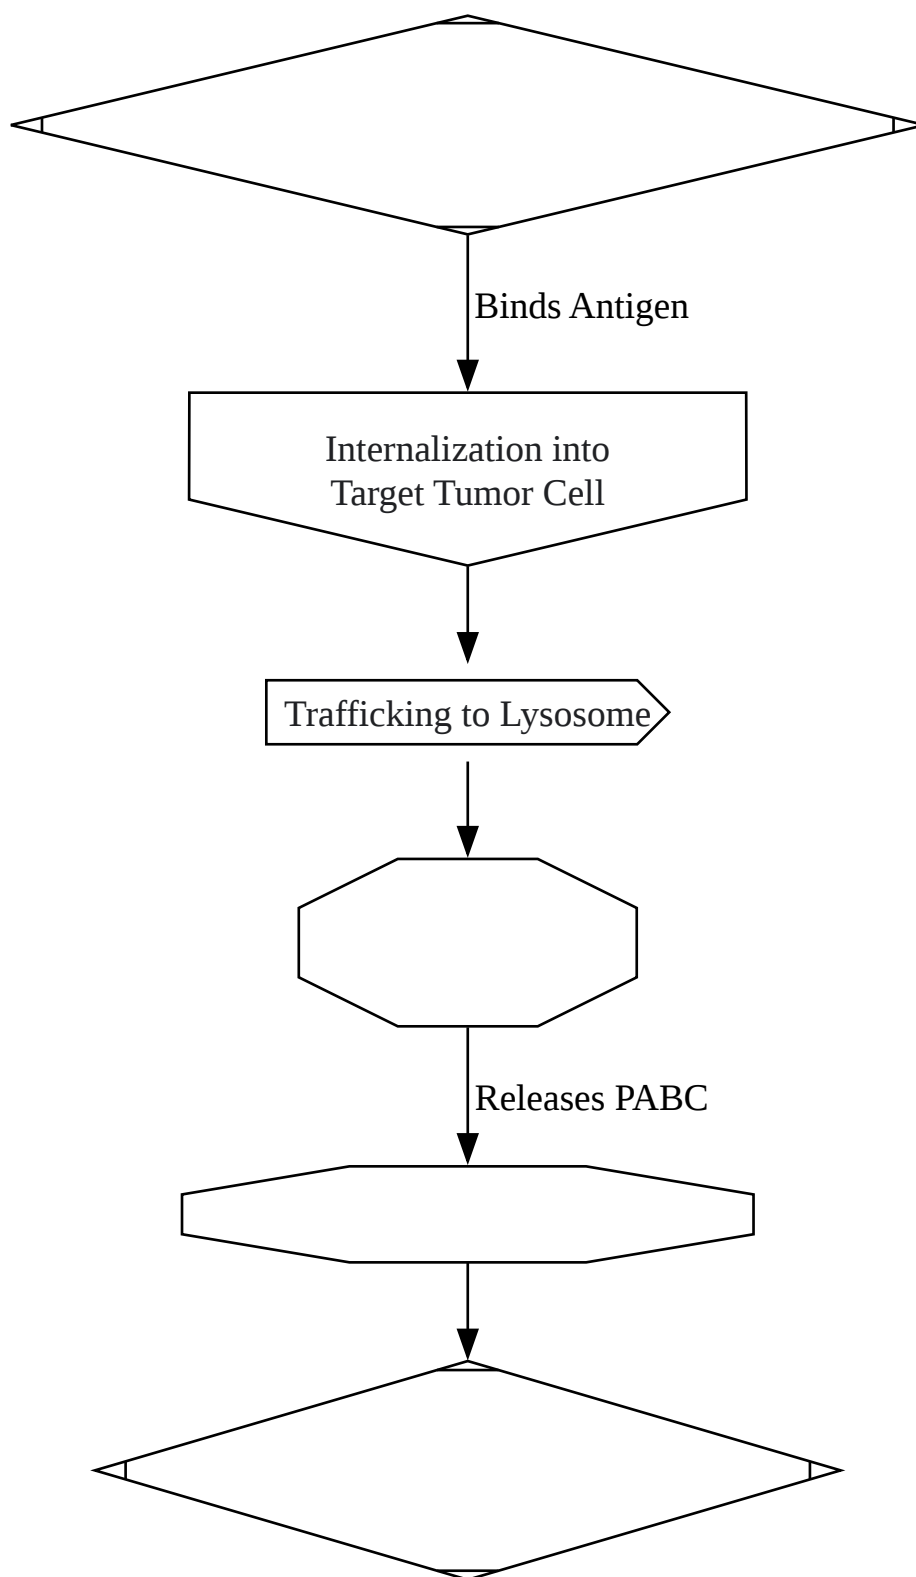 Binds Antigen
Internalization into
Target Tumor Cell
Trafficking to Lysosome
Releases PABC